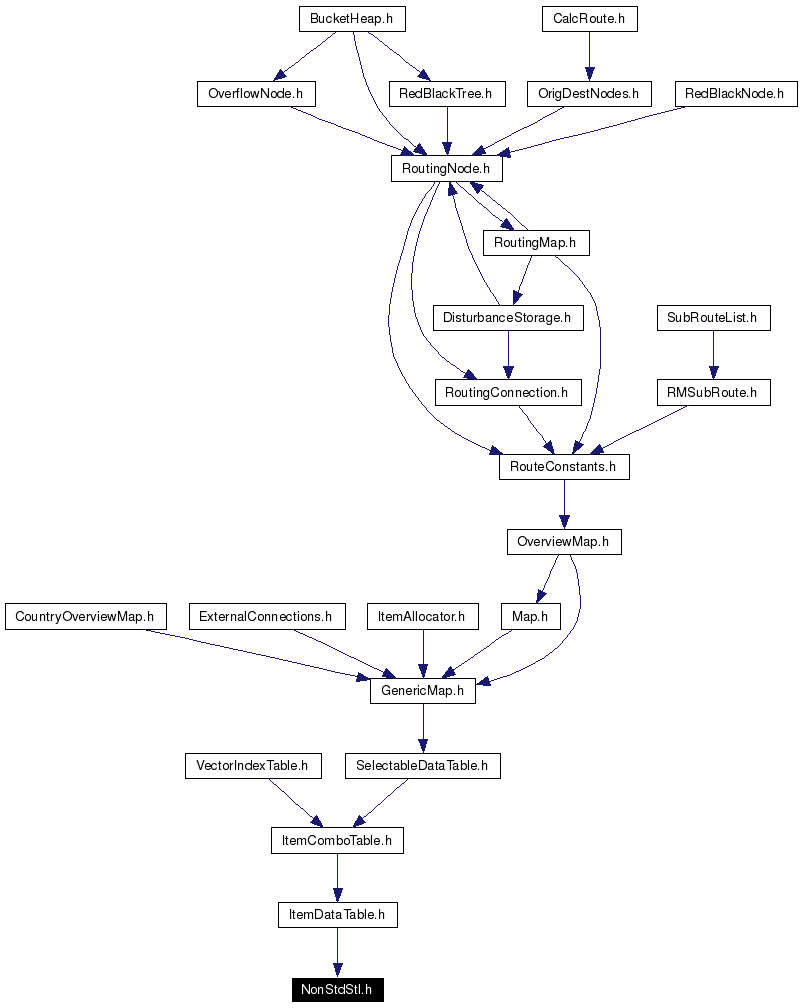 BucketHeap.h
CalcRoute.h
OverflowNode.h
RedBlackTree.h
OrigDestNodes.h
RedBlackNode.h
RoutingNode.h
RoutingMap.h
DisturbanceStorage.h
SubRouteList.h
RoutingConnection.h
RMSubRoute.h
RouteConstants.h
OverviewMap.h
CountryOverviewMap.h
ExternalConnections.h
ItemAllocator.h
Map.h
GenericMap.h
VectorIndexTable.h
SelectableDataTable.h
ItemComboTable.h
ItemDataTable.h
NonStdStl.h